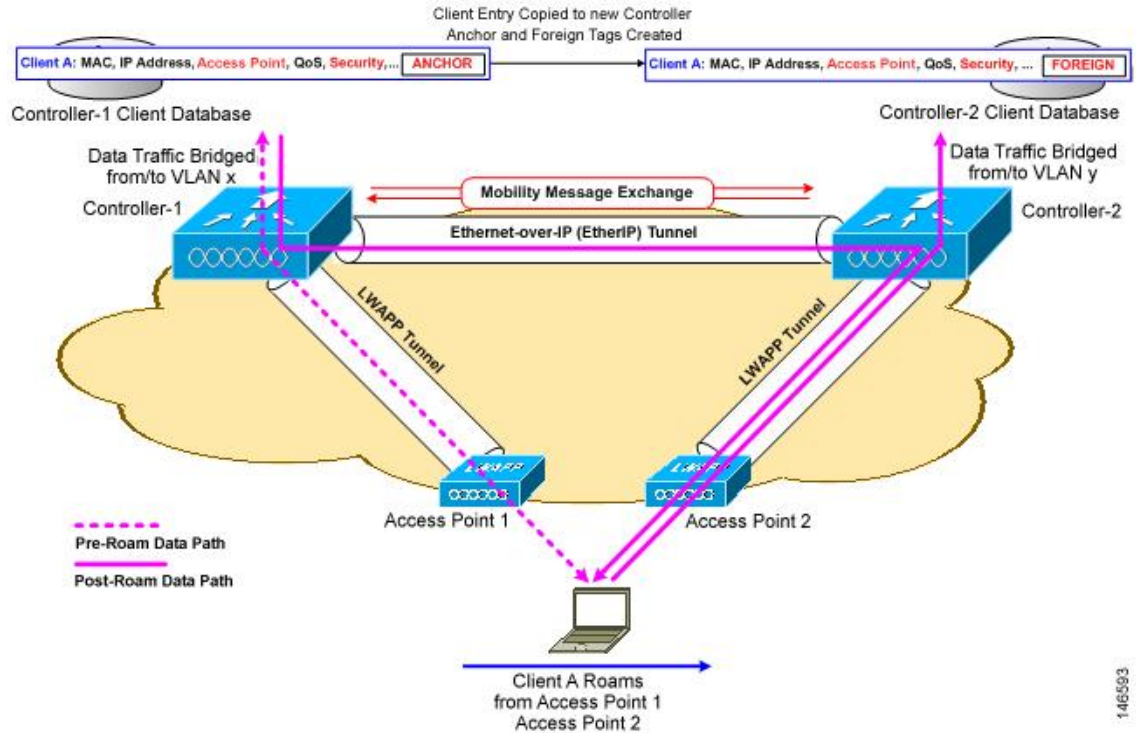 Client Entry Copied to new Controller
Anchor and Foreign Tags Created
Client A: MAC, IP Address, Access Point, QoS, Security,... ANCHOR
Client A: MAC, IP Address, Access Point, QoS, Security, ... FOREIGN
Controller-1 Client Database
Controller-2 Client Database
Data Traffic Bridged
from/to VLAN x
Data Traffic Bridged
from/to VLAN y
Controller-1
Mobility Message Exchange
Controller-2
Ethernet-over-IP (EtherIP) Tunnel
LWAPP Tunnel
LWAPP Tunnel
LWAPP
LWAPP
Access Point 1
Access Point 2
Pre-Roam Data Path
Post-Roam Data Path
Client A Roams
from Access Point 1
Access Point 2
146593